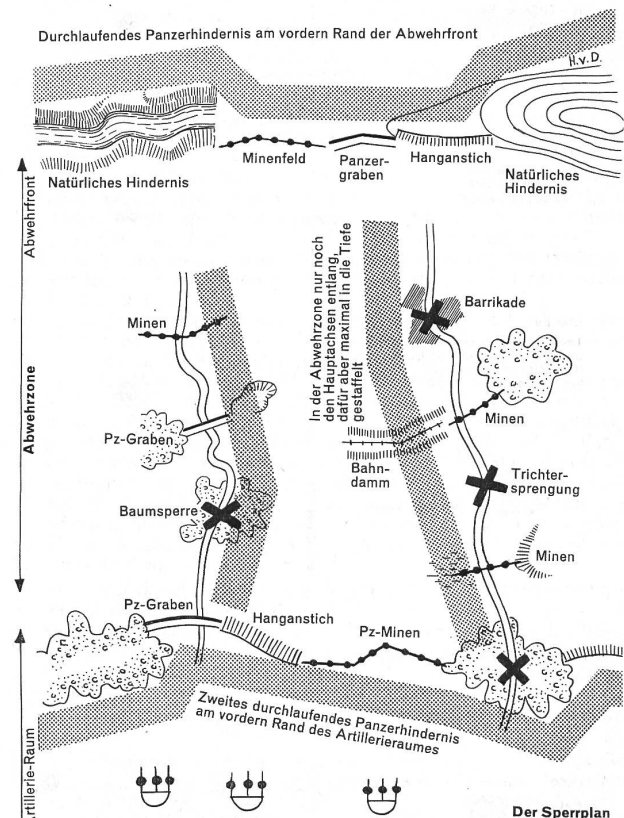 Durchlaufendes Panzerhindernis am vordern Rand der Abwehrfront
H.v.D.
Natürliches Hindernis
Minenfeld
Panzer-
graben
Hanganstich
Natürliches
Hindernis
Abwehrfront
Abwehrzone
Artillerie-Raum
Minen
Pz-Graben
Baumsperre
In der Abwehrzone nur noch
den Hauptachsen entlang,
dafür aber maximal in die Tiefe
gestaffelt
Barrikade
Minen
Bahn-
damm
Trichter-
sprengung
Minen
Pz-Graben
Hanganstich
Pz-Minen
Zweites durchlaufendes Panzerhindernis
am vordern Rand des Artillerieraumes
Der Sperrplan